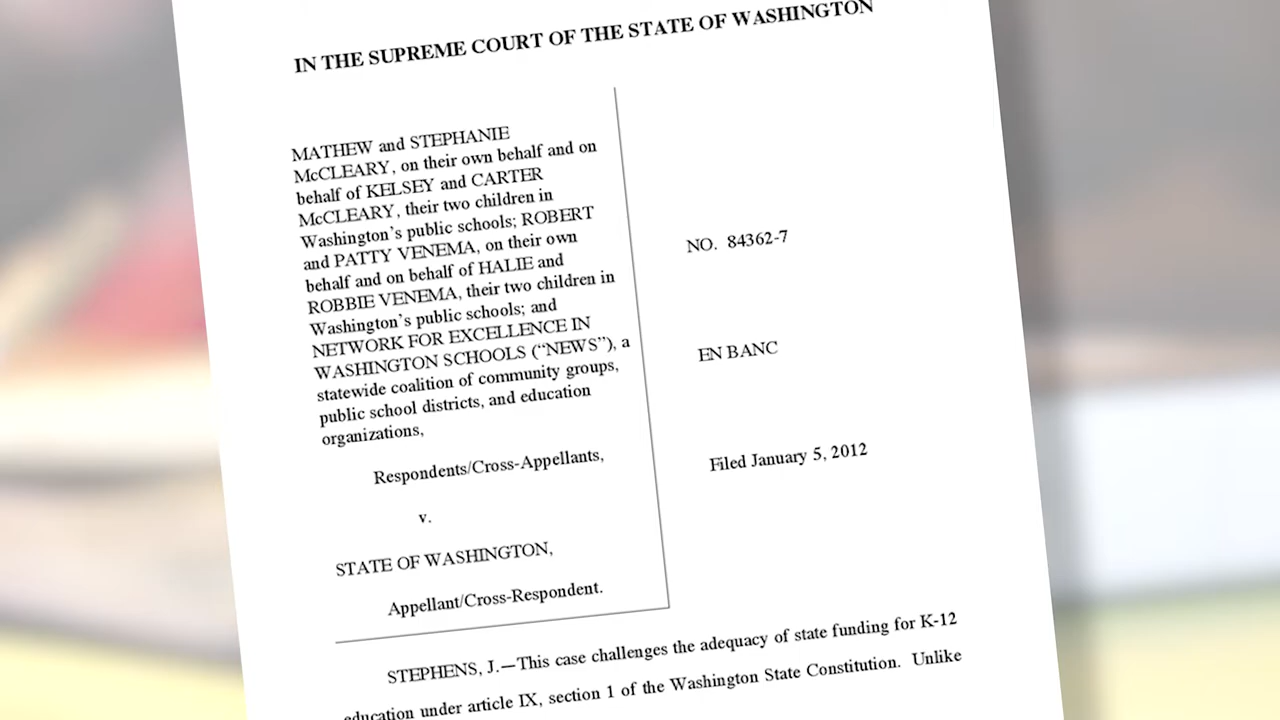 IN THE SUPREME COURT OF THE STATE OF WASHINGTON
MATHEW and STEPHANIE
McCLEARY, on their own behalf and on
behalf of KELSEY and CARTER
McCLEARY, their two children in
Washington's public schools; ROBERT
and PATTY VENEMA, on their own
behalf and on behalf of HALIE and
ROBBIE VENEMA, their two children in
Washington's public schools; and
NETWORK FOR EXCELLENCE IN
WASHINGTON SCHOOLS (“NEWS”), a
statewide coalition of community groups,
public school districts, and education
organizations,
Respondents/Cross-Appellants,
v.
STATE OF WASHINGTON,
Appellant/Cross-Respondent.
NO. 84362-7
EN BANC
Filed January 5, 2012
STEPHENS, J.—This case challenges the adequacy of state funding for K-12
education under article IX, section 1 of the Washington State Constitution. Unlike